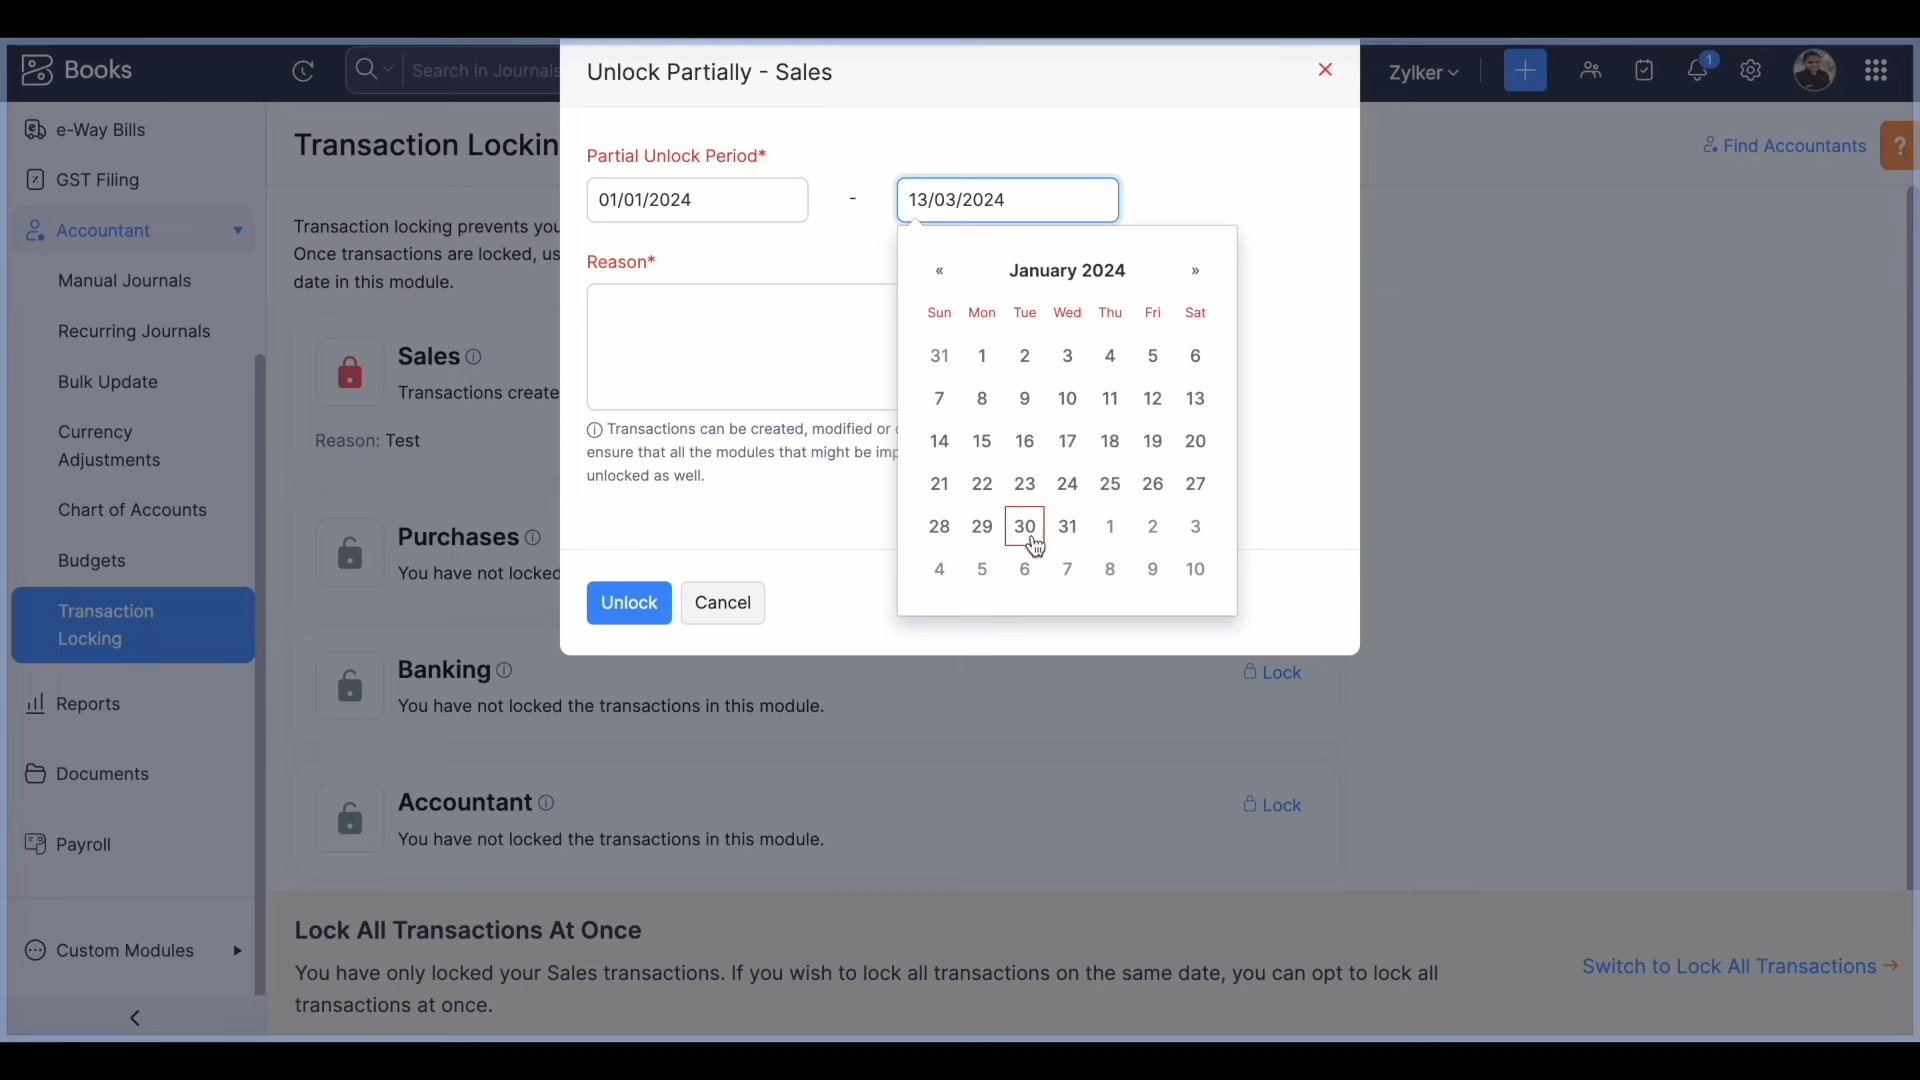 Books
Search in Journals
Unlock Partially - Sales
Zylker
1
e-Way Bills
GST Filing
Accountant
Manual Journals
Recurring Journals
Bulk Update
Currency
Adjustments
Chart of Accounts
Budgets
Transaction
Locking
Reports
Documents
Payroll
Custom Modules
Transaction Lockin
Find Accountants
?
Transaction locking prevents you
Once transactions are locked, us
date in this module.
Sales
Transactions create
Reason: Test
Purchases
You have not locked
Banking
Lock
You have not locked the transactions in this module.
Accountant
Lock
You have not locked the transactions in this module.
Partial Unlock Period*
01/01/2024 - 13/03/2024
Reason*
Transactions can be created, modified or
ensure that all the modules that might be imp
unlocked as well.
Unlock Cancel
« January 2024 »
Sun Mon Tue Wed Thu Fri Sat
31 1 2 3 4 5 6
7 8 9 10 11 12 13
14 15 16 17 18 19 20
21 22 23 24 25 26 27
28 29 30 31 1 2 3
4 5 6 7 8 9 10
Lock All Transactions At Once
You have only locked your Sales transactions. If you wish to lock all transactions on the same date, you can opt to lock all
transactions at once.
Switch to Lock All Transactions →